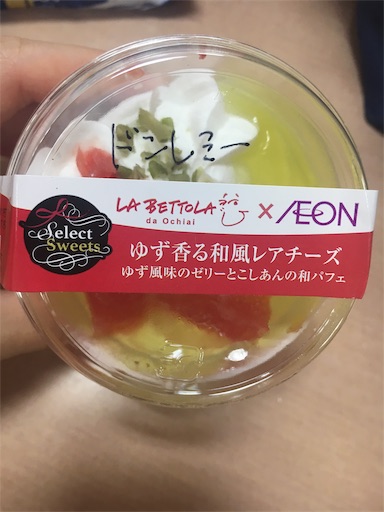 ドンレミー
LA BETTOLA
da Ochiai
× ÆON
Select
Sweets
ゆず香る和風レアチーズ
ゆず風味のゼリーとこしあんの和パフェ